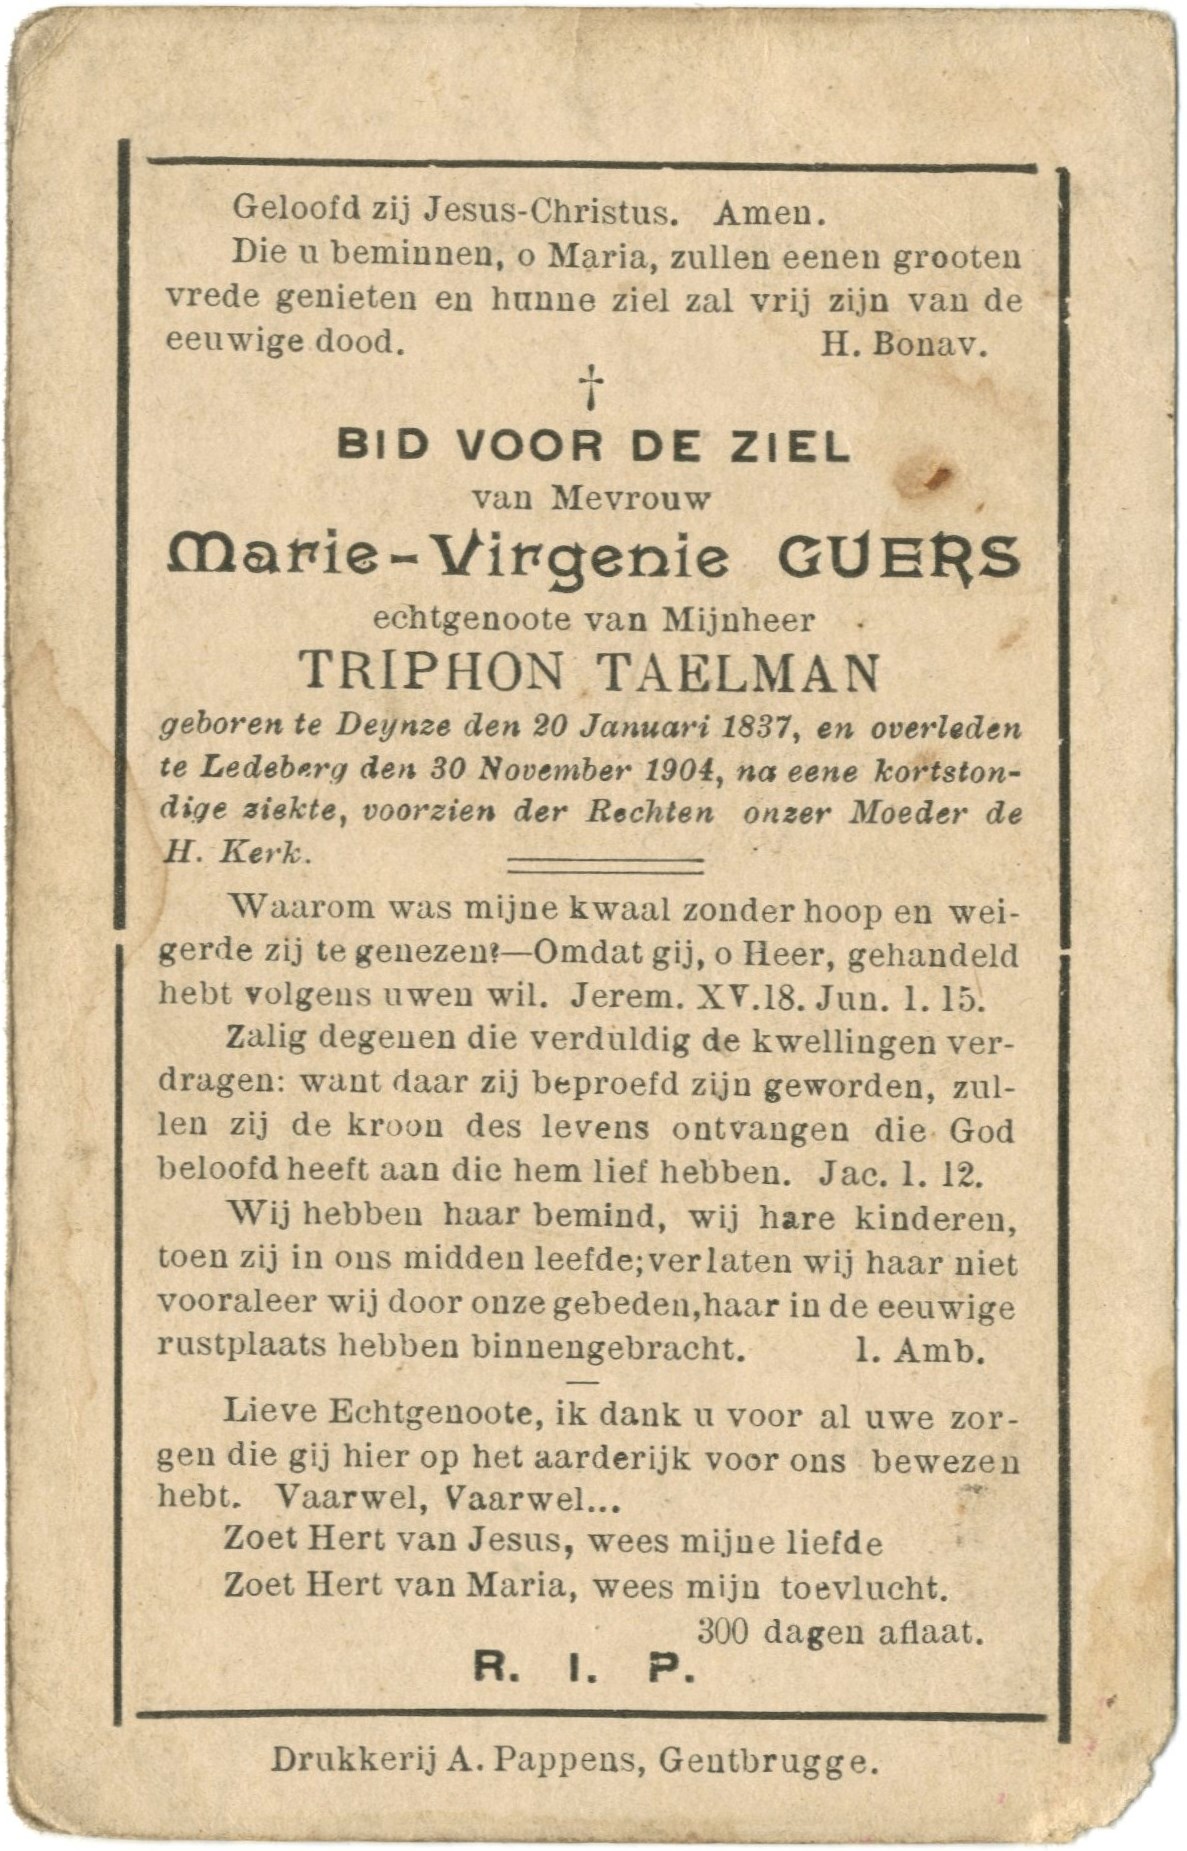 Geloofd zij Jesus-Christus. Amen.
Die u beminnen, o Maria, zullen eenen grooten
vrede genieten en hunne ziel zal vrij zijn van de
eeuwige dood. H. Bonav.
†
BID VOOR DE ZIEL
van Mevrouw
Marie-Virgenie GUERS
echtgenoote van Mijnheer
TRIPHON TAELMAN
geboren te Deynze den 20 Januari 1837, en overleden
te Ledeberg den 30 November 1904, na eene kortston-
dige ziekte, voorzien der Rechten onzer Moeder de
H. Kerk.
Waarom was mijne kwaal zonder hoop en wei-
gerde zij te genezen?—Omdat gij, o Heer, gehandeld
hebt volgens uwen wil. Jerem. XV.18. Jun. 1. 15.
Zalig degenen die verduldig de kwellingen ver-
dragen: want daar zij beproefd zijn geworden, zul-
len zij de kroon des levens ontvangen die God
beloofd heeft aan die hem lief hebben. Jac. 1. 12.
Wij hebben haar bemind, wij hare kinderen,
toen zij in ons midden leefde; verlaten wij haar niet
vooraleer wij door onze gebeden, haar in de eeuwige
rustplaats hebben binnengebracht. 1. Amb.
Lieve Echtgenoote, ik dank u voor al uwe zor-
gen die gij hier op het aarderijk voor ons bewezen
hebt. Vaarwel, Vaarwel...
Zoet Hert van Jesus, wees mijne liefde
Zoet Hert van Maria, wees mijn toevlucht.
300 dagen aflaat.
R. I. P.
Drukkerij A. Pappens, Gentbrugge.